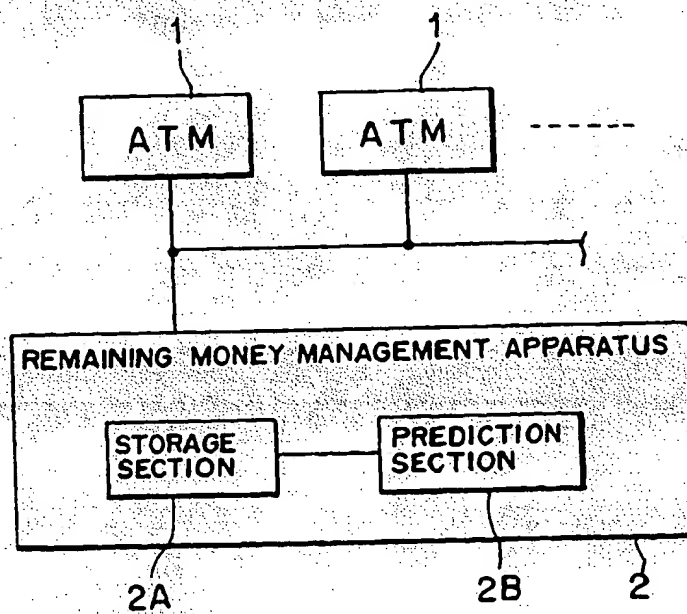 1 1
ATM ATM
REMAINING MONEY MANAGEMENT APPARATUS
STORAGE SECTION
PREDICTION SECTION
2A 2B 2